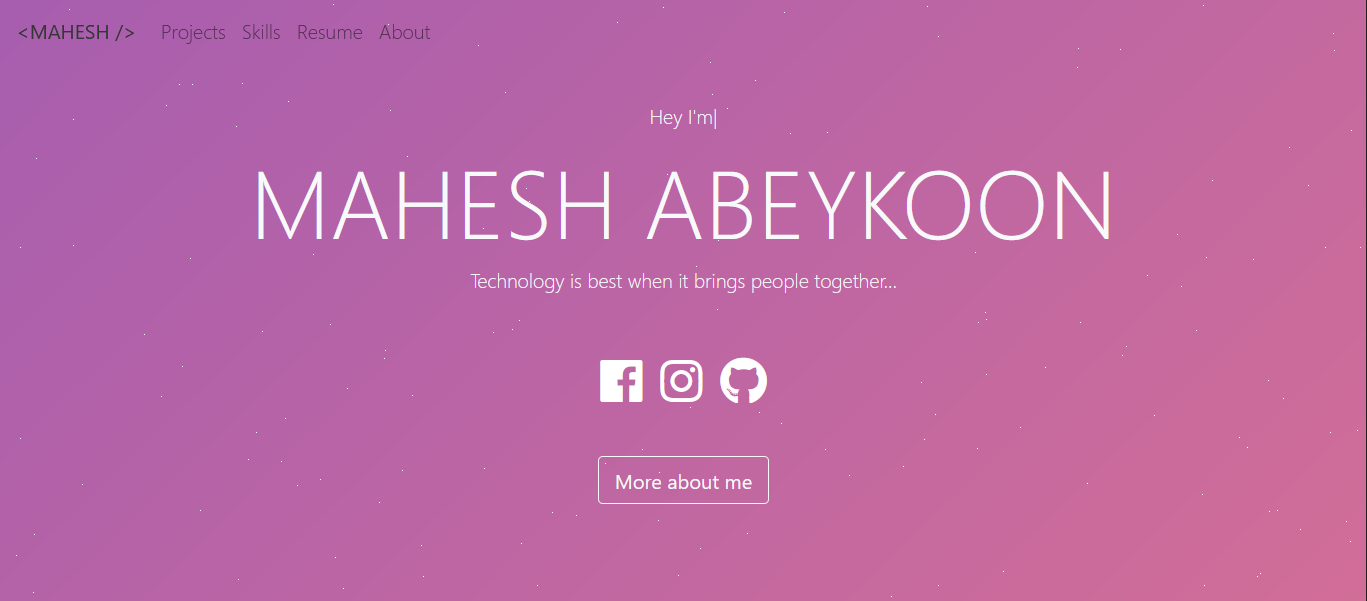 <MAHESH /> Projects Skills Resume About
Hey I'm|
MAHESH ABEYKOON
Technology is best when it brings people together...
More about me